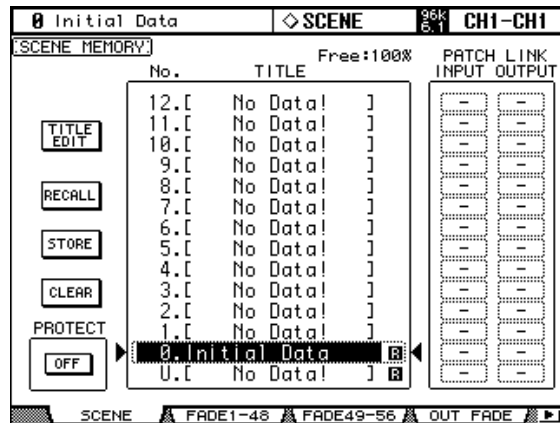 0 Initial Data ◇SCENE 96k 6.1 CH1-CH1
SCENE MEMORY
Free:100%
PATCH LINK
No. TITLE INPUT OUTPUT
12.[ No Data! ] - -
11.[ No Data! ] - -
TITLE EDIT
10.[ No Data! ] - -
9.[ No Data! ] - -
8.[ No Data! ] - -
RECALL
7.[ No Data! ] - -
6.[ No Data! ] - -
STORE
5.[ No Data! ] - -
4.[ No Data! ] - -
CLEAR
3.[ No Data! ] - -
2.[ No Data! ] - -
PROTECT
1.[ No Data! ] - -
OFF
0.Initial Data R - -
U.[ No Data! ] R - -
SCENE FADE1-48 FADE49-56 OUT FADE